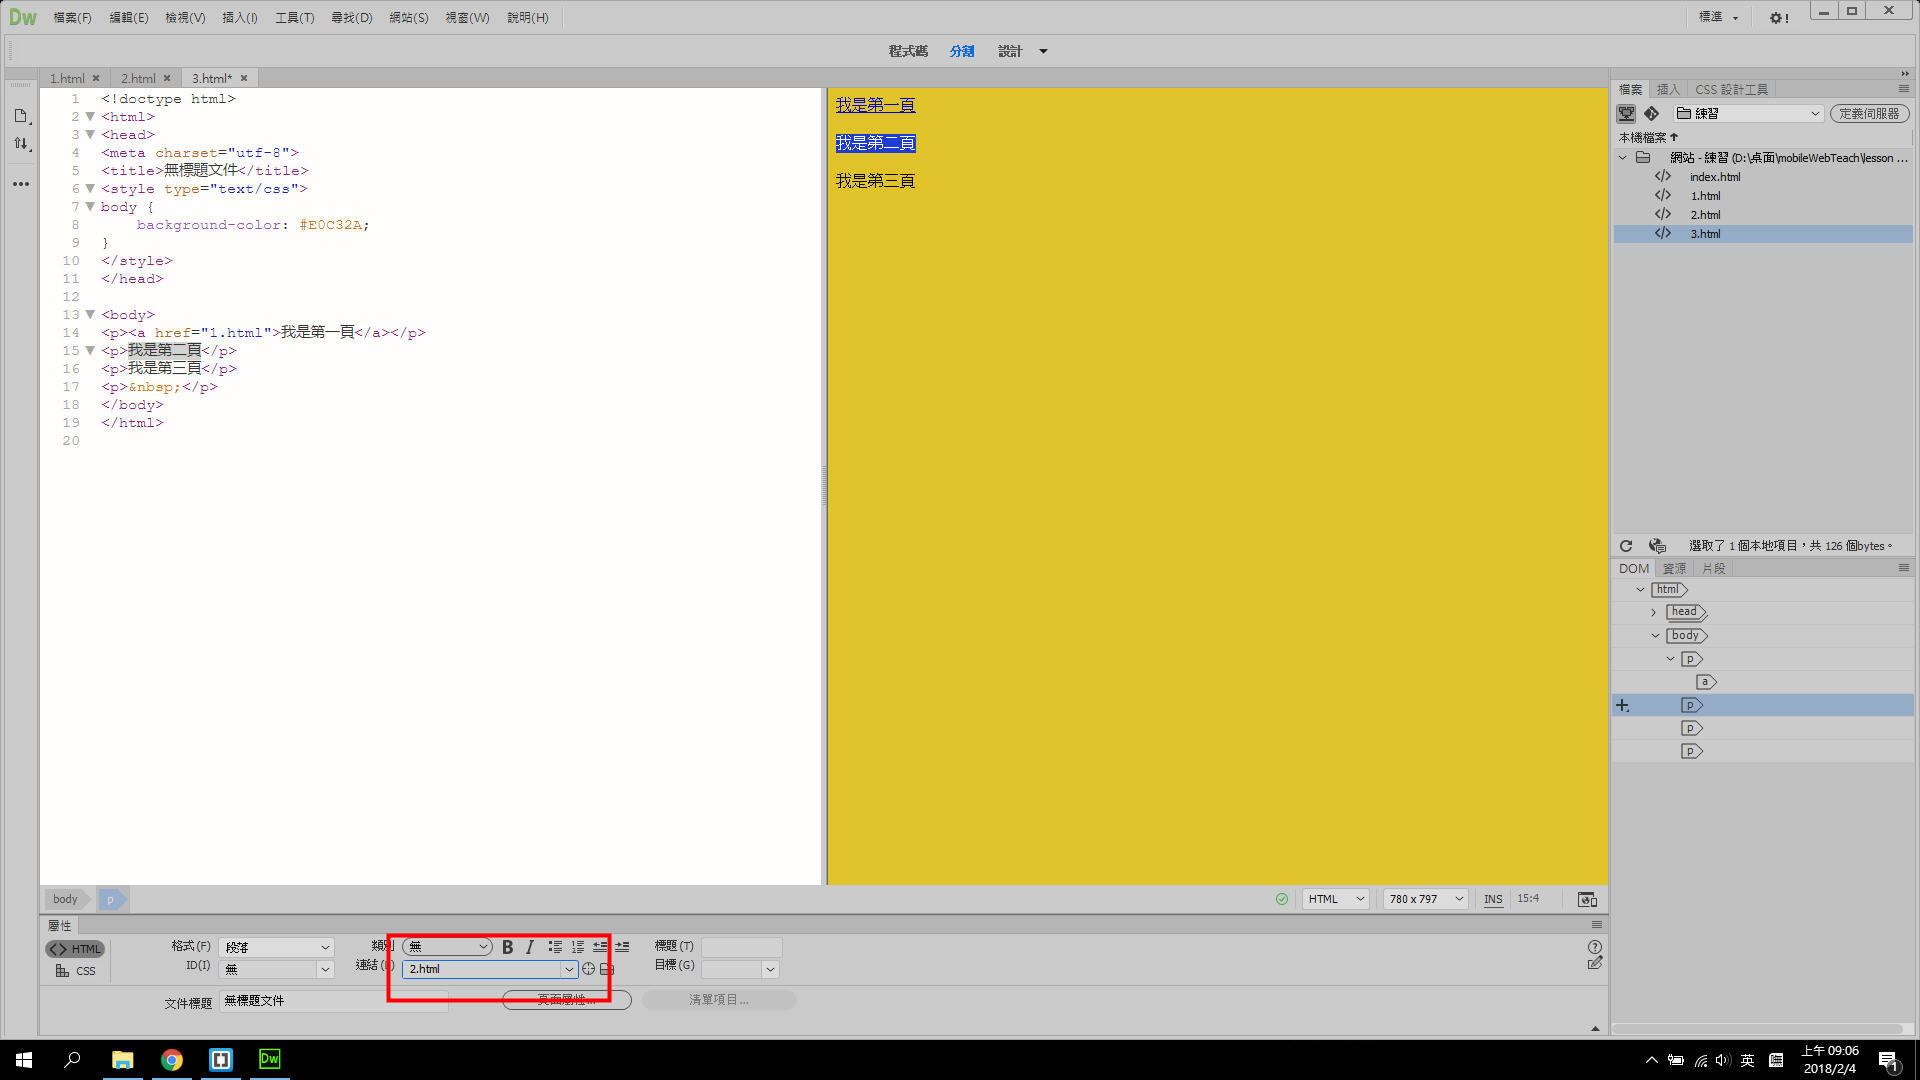 Dw 檔案(F) 編輯(E) 檢視(V) 插入(I) 工具(T) 尋找(D) 網站(S) 視窗(W) 說明(H) 標準
程式碼 分割 設計
1.html 2.html 3.html*
1 <!doctype html>
2 <html>
3 <head>
4 <meta charset="utf-8">
5 <title>無標題文件</title>
6 <style type="text/css">
7 body {
8 background-color: #E0C32A;
9 }
10 </style>
11 </head>
12
13 <body>
14 <p><a href="1.html">我是第一頁</a></p>
15 <p>我是第二頁</p>
16 <p>我是第三頁</p>
17 <p>&nbsp;</p>
18 </body>
19 </html>
20
我是第一頁
我是第二頁
我是第三頁
檔案 插入 CSS 設計工具
練習 定義伺服器
本機檔案
網站 - 練習 (D:\桌面\mobileWebTeach\lesson ...
index.html
1.html
2.html
3.html
選取了 1 個本地項目，共 126 個bytes。
DOM 資源 片段
html
head
body
p
a
p
p
p
body p HTML 780 x 797 INS 15:4
屬性
HTML 格式(F) 段落 類別 無 B I 標題(T)
CSS ID(I) 無 連結( 2.html 目標(G)
文件標題 無標題文件 頁面屬性... 清單項目...
Dw 英 上午 09:06
2018/2/4 1